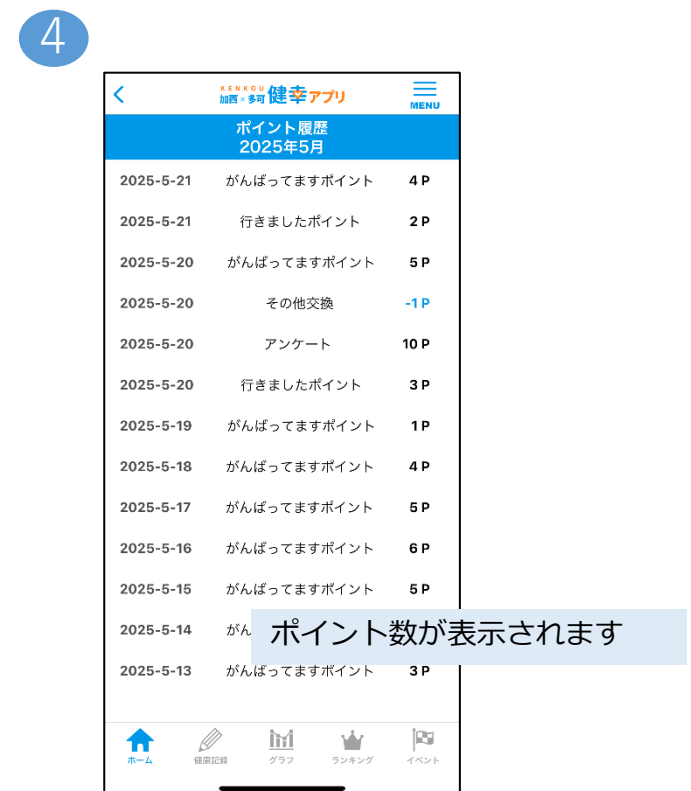 4
KENKOU
加西×多可 健幸アプリ
MENU
ポイント履歴
2025年5月
2025-5-21 がんばってますポイント 4 P
2025-5-21 行きましたポイント 2 P
2025-5-20 がんばってますポイント 5 P
2025-5-20 その他交換 -1 P
2025-5-20 アンケート 10 P
2025-5-20 行きましたポイント 3 P
2025-5-19 がんばってますポイント 1 P
2025-5-18 がんばってますポイント 4 P
2025-5-17 がんばってますポイント 5 P
2025-5-16 がんばってますポイント 6 P
2025-5-15 がんばってますポイント 5 P
2025-5-14 がん
ポイント数が表示されます
2025-5-13 がんばってますポイント 3 P
ホーム 健康記録 グラフ ランキング イベント